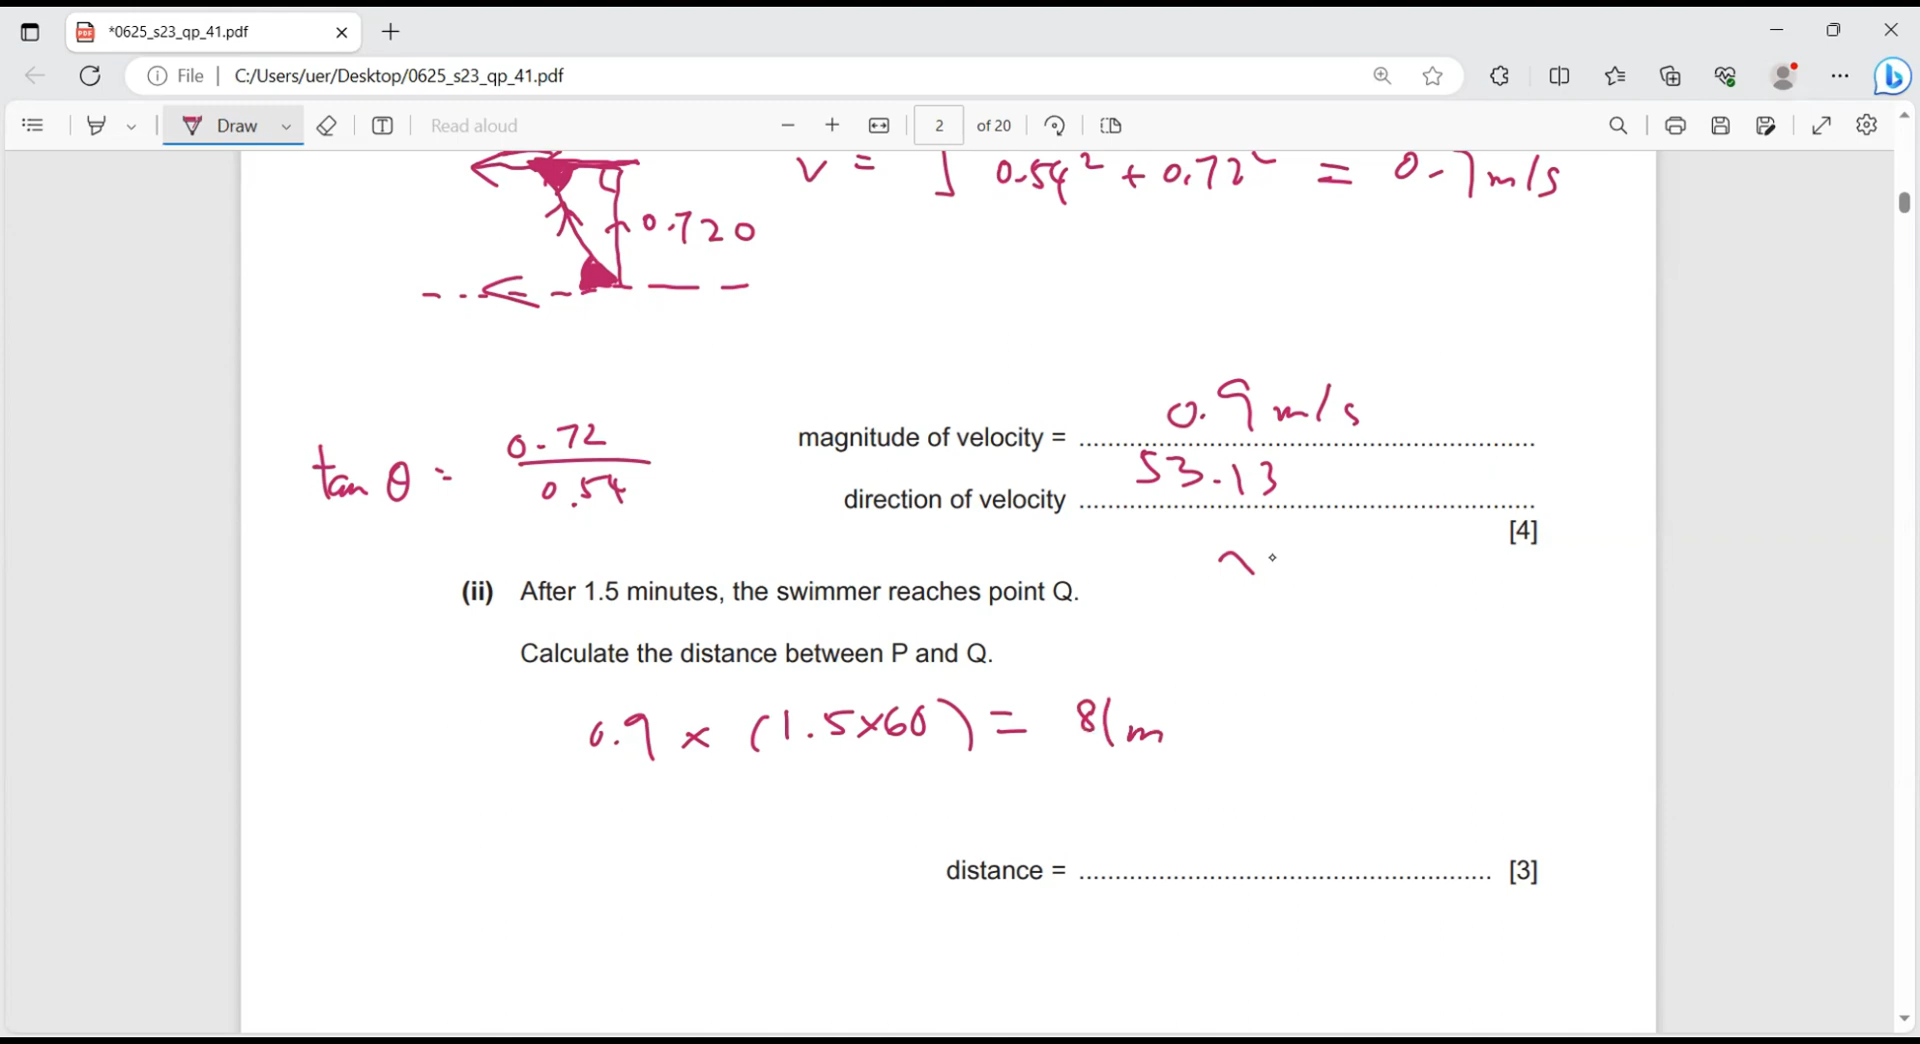 *0625_s23_qp_41.pdf
File | C:/Users/uer/Desktop/0625_s23_qp_41.pdf
Draw
Read aloud
2 of 20
v = 0.54² + 0.72² = 0.9 m/s
0.720
0.9 m/s
magnitude of velocity = ........................................
tan θ = 0.72
0.54
53.13
direction of velocity ........................................
[4]
(ii) After 1.5 minutes, the swimmer reaches point Q.
Calculate the distance between P and Q.
0.9 × (1.5×60) = 81m
distance = ........................................ [3]